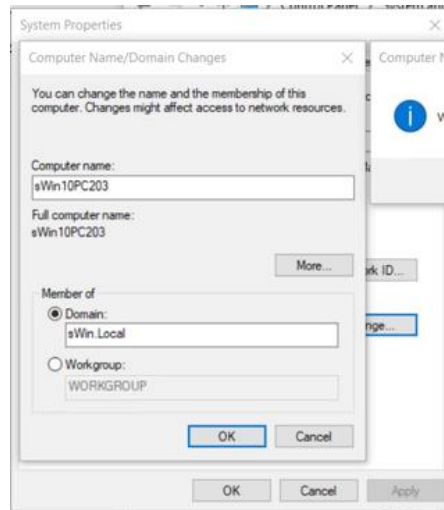 System Properties
Computer Name/Domain Changes
You can change the name and the membership of this
computer. Changes might affect access to network resources.
Computer name:
sWin10PC203
Full computer name:
sWin10PC203
More...
Member of
Domain:
sWin.Local
Workgroup:
WORKGROUP
OK
Cancel
Computer
ID...
OK
Cancel
Apply